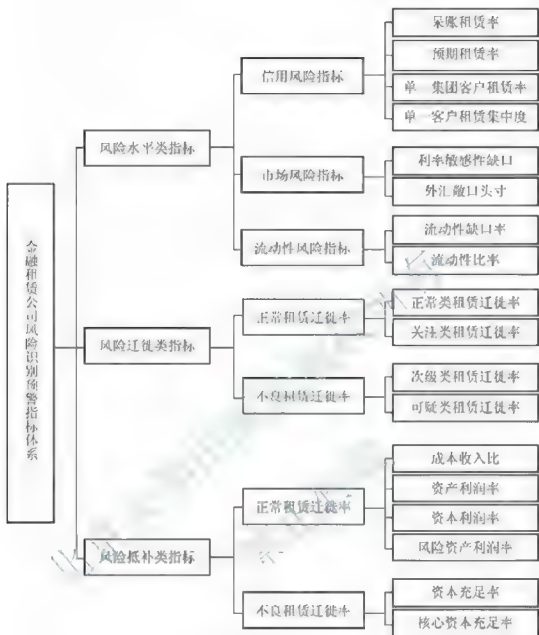 金融租赁公司风险识别预警指标体系
风险水平类指标
信用风险指标
呆账租赁率
预期租赁率
单一集团客户租赁率
单一客户租赁集中度
市场风险指标
利率敏感性缺口
外汇敞口头寸
流动性风险指标
流动性缺口率
流动性比率
风险迁徙类指标
正常租赁迁徙率
正常类租赁迁徙率
关注类租赁迁徙率
不良租赁迁徙率
次级类租赁迁徙率
可疑类租赁迁徙率
风险抵补类指标
正常租赁迁徙率
成本收入比
资产利润率
资本利润率
风险资产利润率
不良租赁迁徙率
资本充足率
核心资本充足率